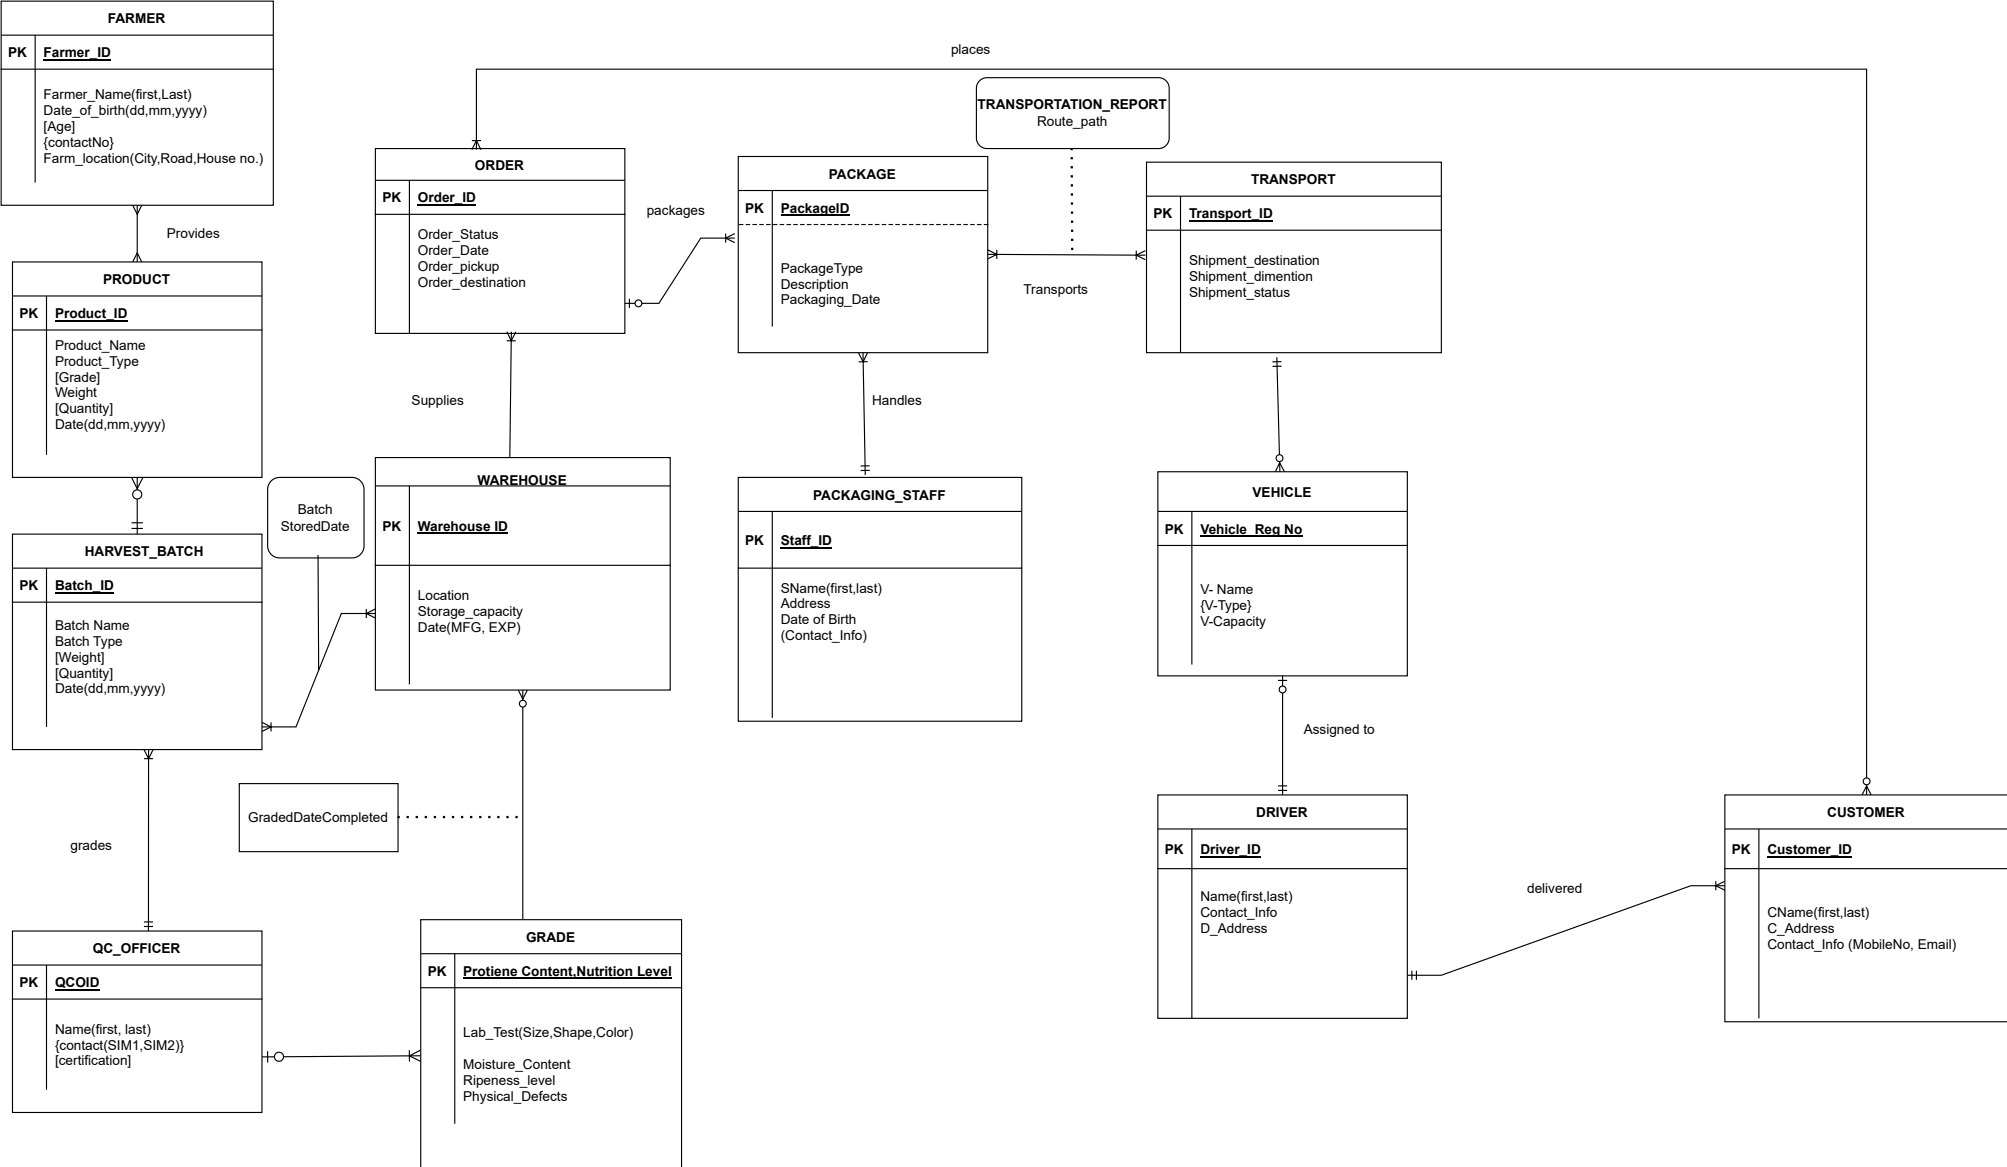 FARMER
PK Farmer_ID
Farmer_Name(first,Last)
Date_of_birth(dd,mm,yyyy)
[Age]
{contactNo}
Farm_location(City,Road,House no.)
Provides
PRODUCT
PK Product_ID
Product_Name
Product_Type
[Grade]
Weight
[Quantity]
Date(dd,mm,yyyy)
HARVEST_BATCH
PK Batch_ID
Batch Name
Batch Type
[Weight]
[Quantity]
Date(dd,mm,yyyy)
grades
QC_OFFICER
PK QCOID
Name(first, last)
{contact(SIM1,SIM2)}
[certification]
Batch
StoredDate
GradedDateCompleted
places
ORDER
PK Order_ID
Order_Status
Order_Date
Order_pickup
Order_destination
packages
Supplies
WAREHOUSE
PK Warehouse ID
Location
Storage_capacity
Date(MFG, EXP)
GRADE
PK Protiene Content,Nutrition Level
Lab_Test(Size,Shape,Color)
Moisture_Content
Ripeness_level
Physical_Defects
PACKAGE
PK PackageID
PackageType
Description
Packaging_Date
Handles
PACKAGING_STAFF
PK Staff_ID
SName(first,last)
Address
Date of Birth
(Contact_Info)
TRANSPORTATION_REPORT
Route_path
Transports
TRANSPORT
PK Transport_ID
Shipment_destination
Shipment_dimention
Shipment_status
VEHICLE
PK Vehicle_Reg No
V- Name
{V-Type}
V-Capacity
Assigned to
DRIVER
PK Driver_ID
Name(first,last)
Contact_Info
D_Address
delivered
CUSTOMER
PK Customer_ID
CName(first,last)
C_Address
Contact_Info (MobileNo, Email)